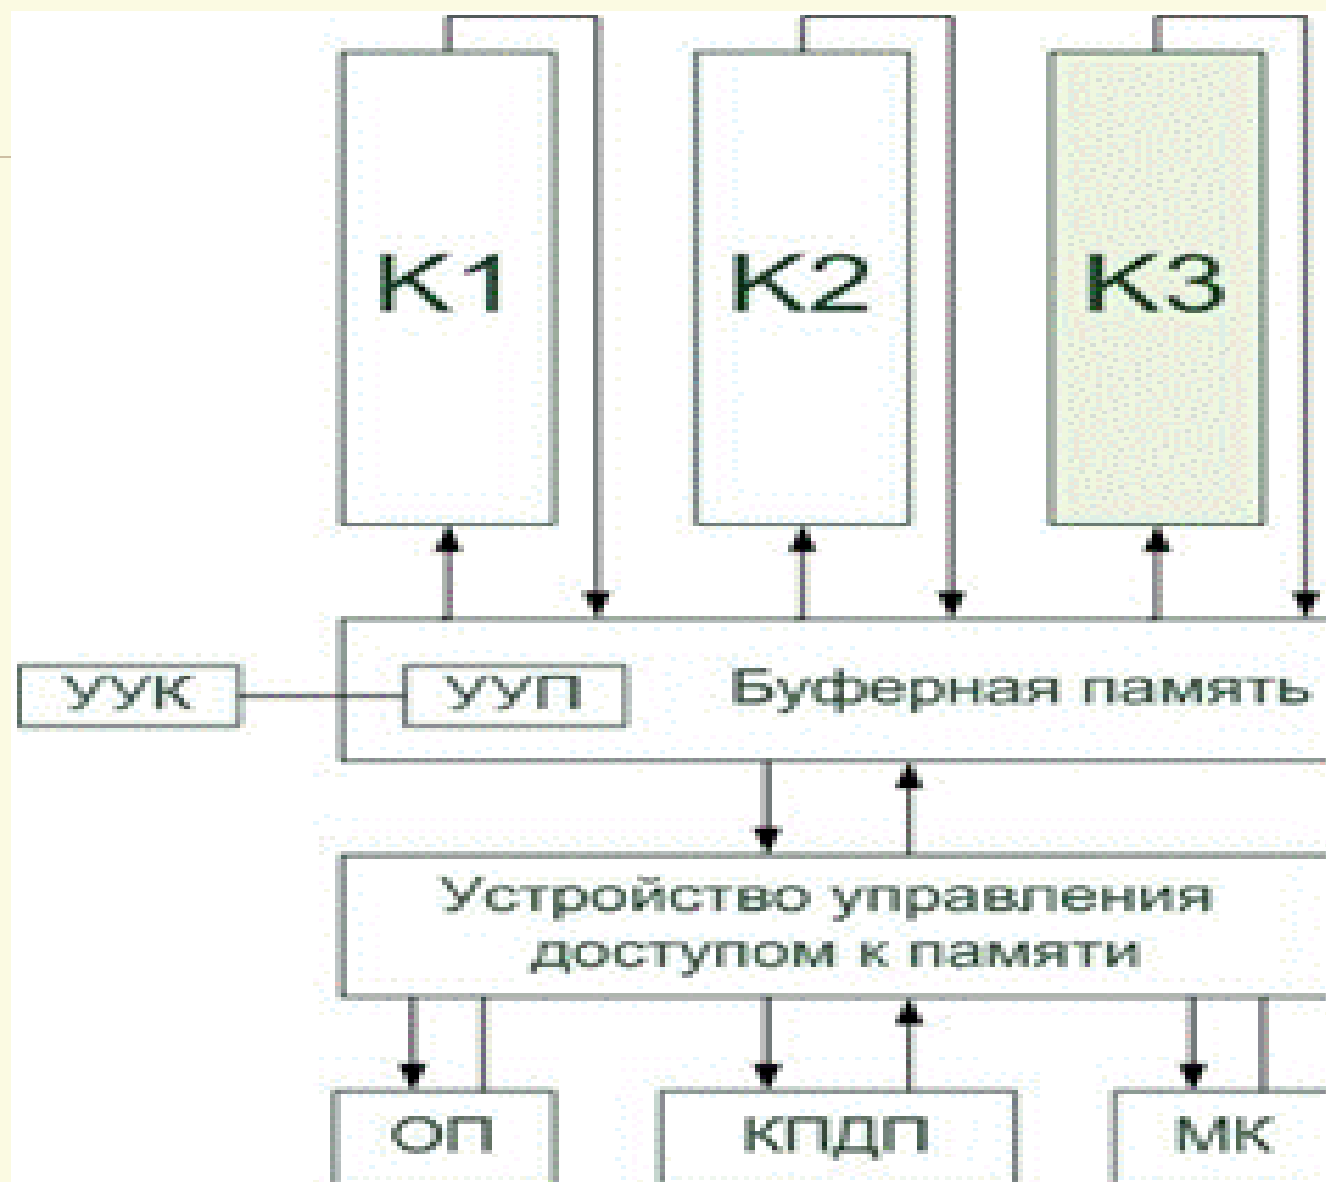 К1
К2
К3
УУК
УУП
Буферная память
Устройство управления
доступом к памяти
ОП
КПДП
МК